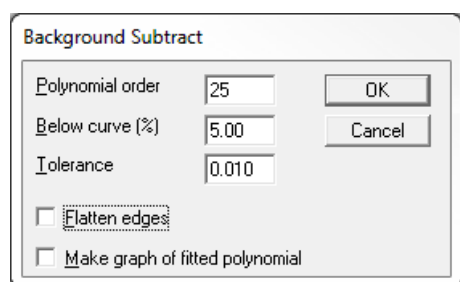 Background Subtract
Polynomial order 25 OK
Below curve (%) 5.00 Cancel
Tolerance 0.010
Flatten edges
Make graph of fitted polynomial